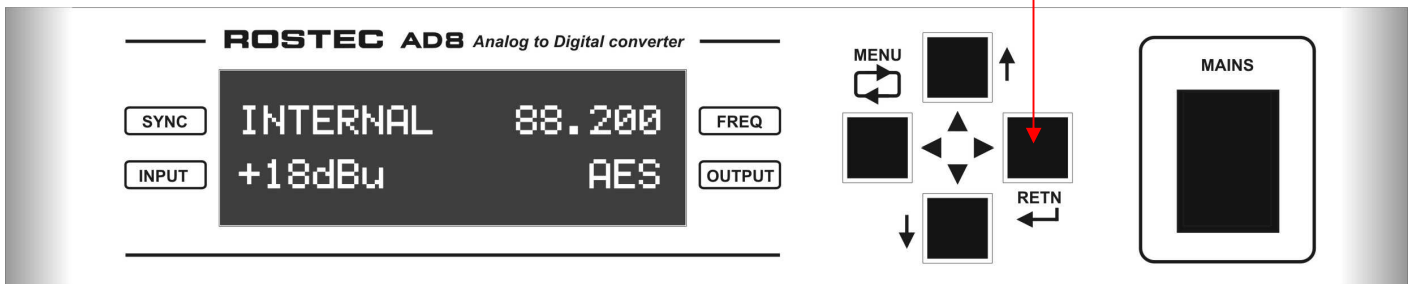 ROSTEC AD8 Analog to Digital converter
SYNC
INTERNAL 88.200
FREQ
INPUT
+18dBu AES
OUTPUT
MENU
RETN
MAINS